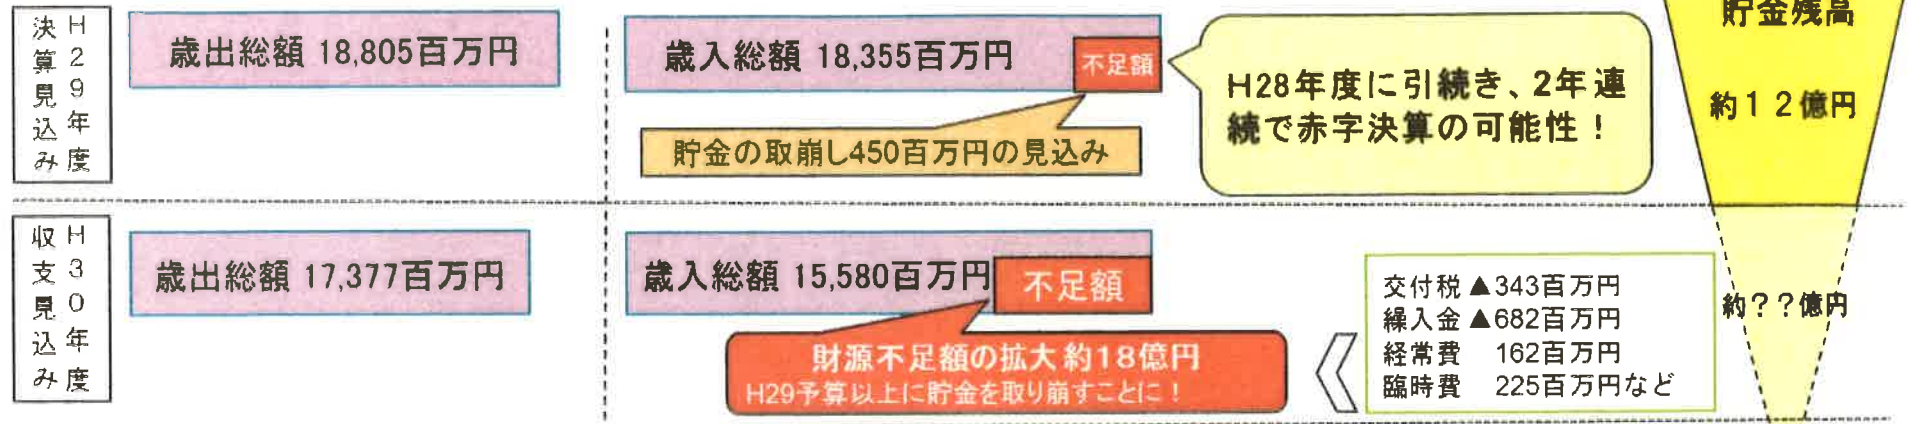 H29年度
決算見込み
歳出総額 18,805百万円
歳入総額 18,355百万円
不足額
貯金の取崩し450百万円の見込み
H28年度に引続き、2年連
続で赤字決算の可能性！
貯金残高
約１２億円
H30年度
収支見込み
歳出総額 17,377百万円
歳入総額 15,580百万円
不足額
財源不足額の拡大 約18億円
H29予算以上に貯金を取り崩すことに！
交付税 ▲343百万円
繰入金 ▲682百万円
経常費 162百万円
臨時費 225百万円など
約？？億円